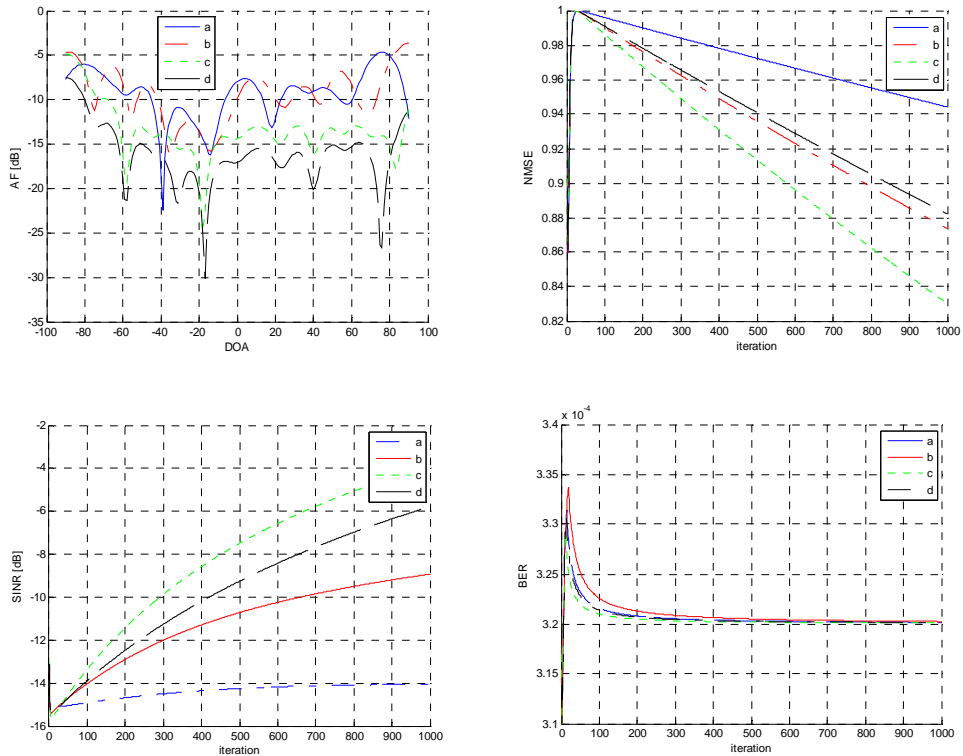 0
-5
-10
-15
-20
-25
-30
-35
-100 -80 -60 -40 -20 0 20 40 60 80 100
DOA
AF [dB]
a
b
c
d
1
0.98
0.96
0.94
0.92
0.9
0.88
0.86
0.84
0.82
0 100 200 300 400 500 600 700 800 900 1000
iteration
NMSE
a
b
c
d
-2
-4
-6
-8
-10
-12
-14
-16
0 100 200 300 400 500 600 700 800 900 1000
iteration
SINR [dB]
a
b
c
d
x 10-4
3.4
3.35
3.3
3.25
3.2
3.15
3.1
0 100 200 300 400 500 600 700 800 900 1000
iteration
BER
a
b
c
d